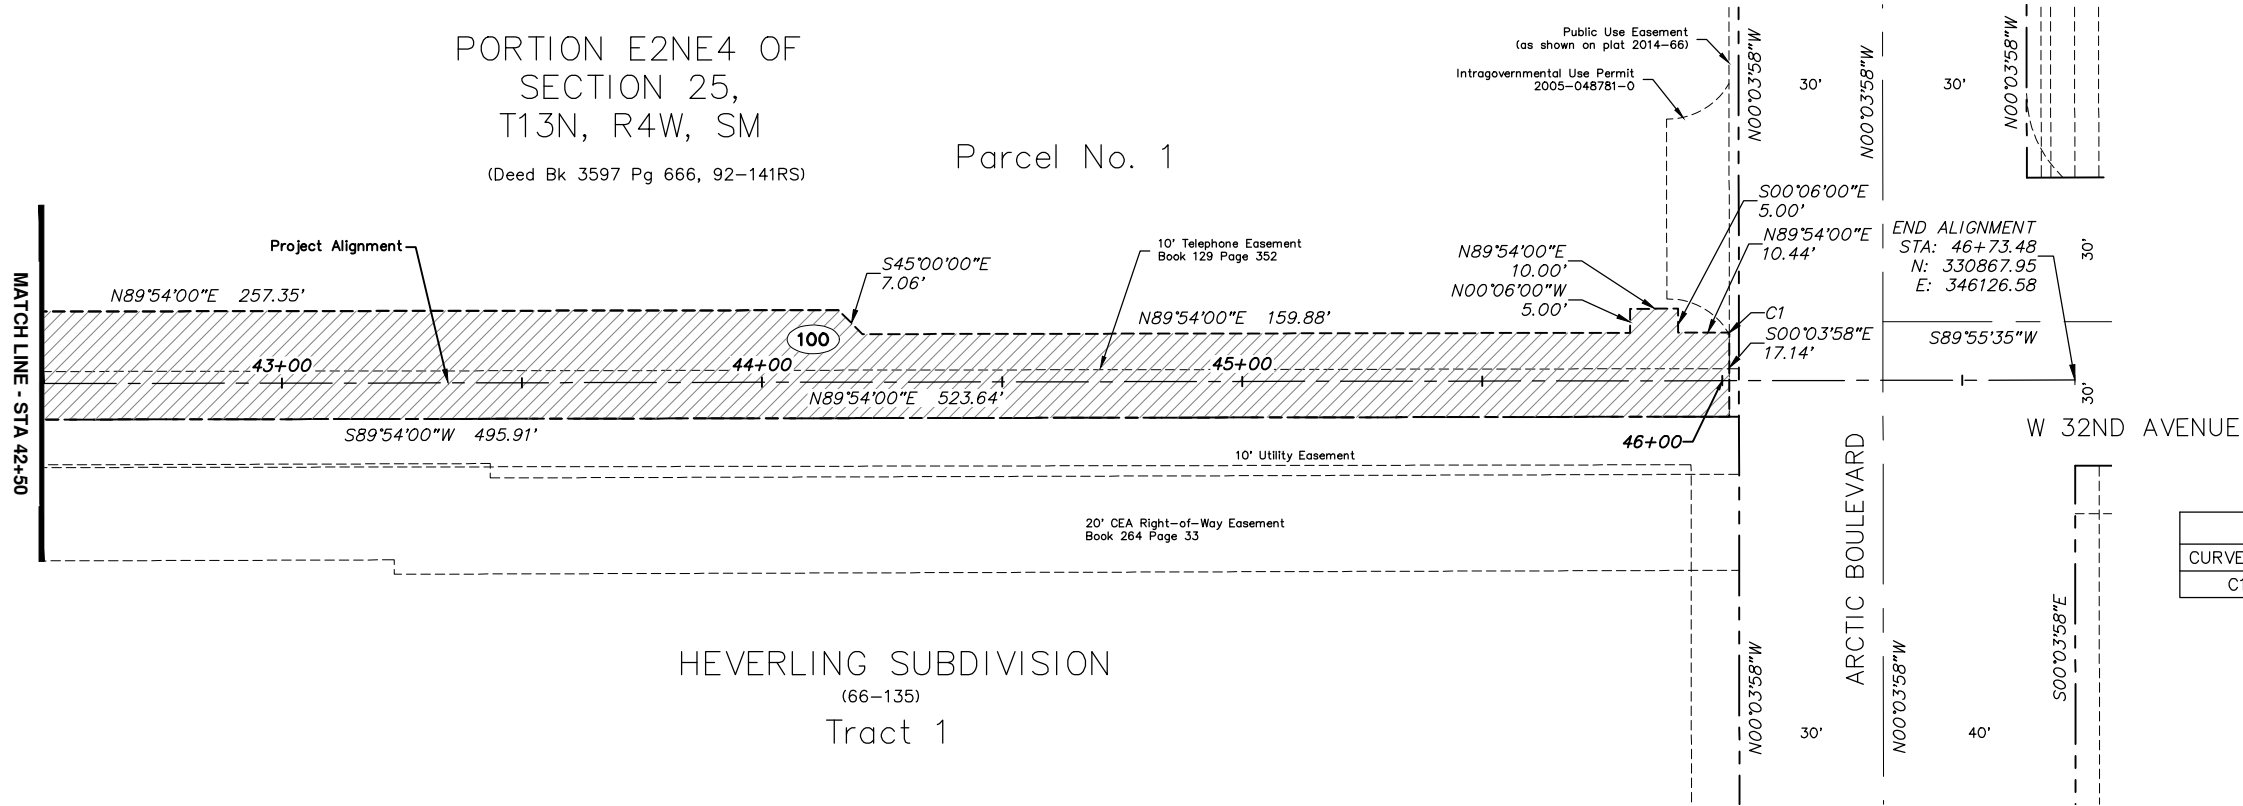 PORTION E2NE4 OF
SECTION 25,
T13N, R4W, SM
(Deed Bk 3597 Pg 666, 92-141RS)
Parcel No. 1
Public Use Easement
(as shown on plat 2014-66)
Intragovernmental Use Permit
2005-048781-0
N00°03'58"W
30'
N00°03'58"W
30'
N00°03'58"W
MATCH LINE - STA 42+50
Project Alignment
N89°54'00"E 257.35'
S45°00'00"E
7.06'
10' Telephone Easement
Book 129 Page 352
N89°54'00"E
10.00'
N00°06'00"W
5.00'
N89°54'00"E 159.88'
S00°06'00"E
5.00'
N89°54'00"E
10.44'
C1
S00°03'58"E
17.14'
END ALIGNMENT
STA: 46+73.48
N: 330867.95
E: 346126.58
30'
S89°55'35"W
30'
100
43+00
44+00
45+00
46+00
N89°54'00"E 523.64'
S89°54'00"W 495.91'
W 32ND AVENUE
10' Utility Easement
20' CEA Right-of-Way Easement
Book 264 Page 33
ARCTIC BOULEVARD
CURVE
C1
HEVERLING SUBDIVISION
(66-135)
Tract 1
N00°03'58"W
30'
N00°03'58"W
40'
S00°03'58"E